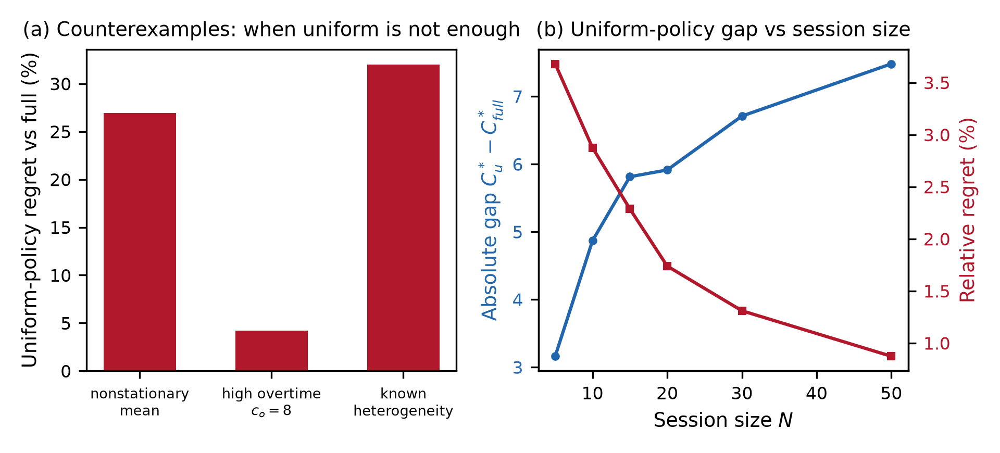 (a) Counterexamples: when uniform is not enough
Uniform-policy regret vs full (%)
30
25
20
15
10
5
0
nonstationary
mean
high overtime
$c_o = 8$
known
heterogeneity
(b) Uniform-policy gap vs session size
Absolute gap $C_u^* - C_{full}^*$
7
6
5
4
3
10 20 30 40 50
Session size N
3.5
3.0
2.5
2.0
1.5
1.0
Relative regret (%)